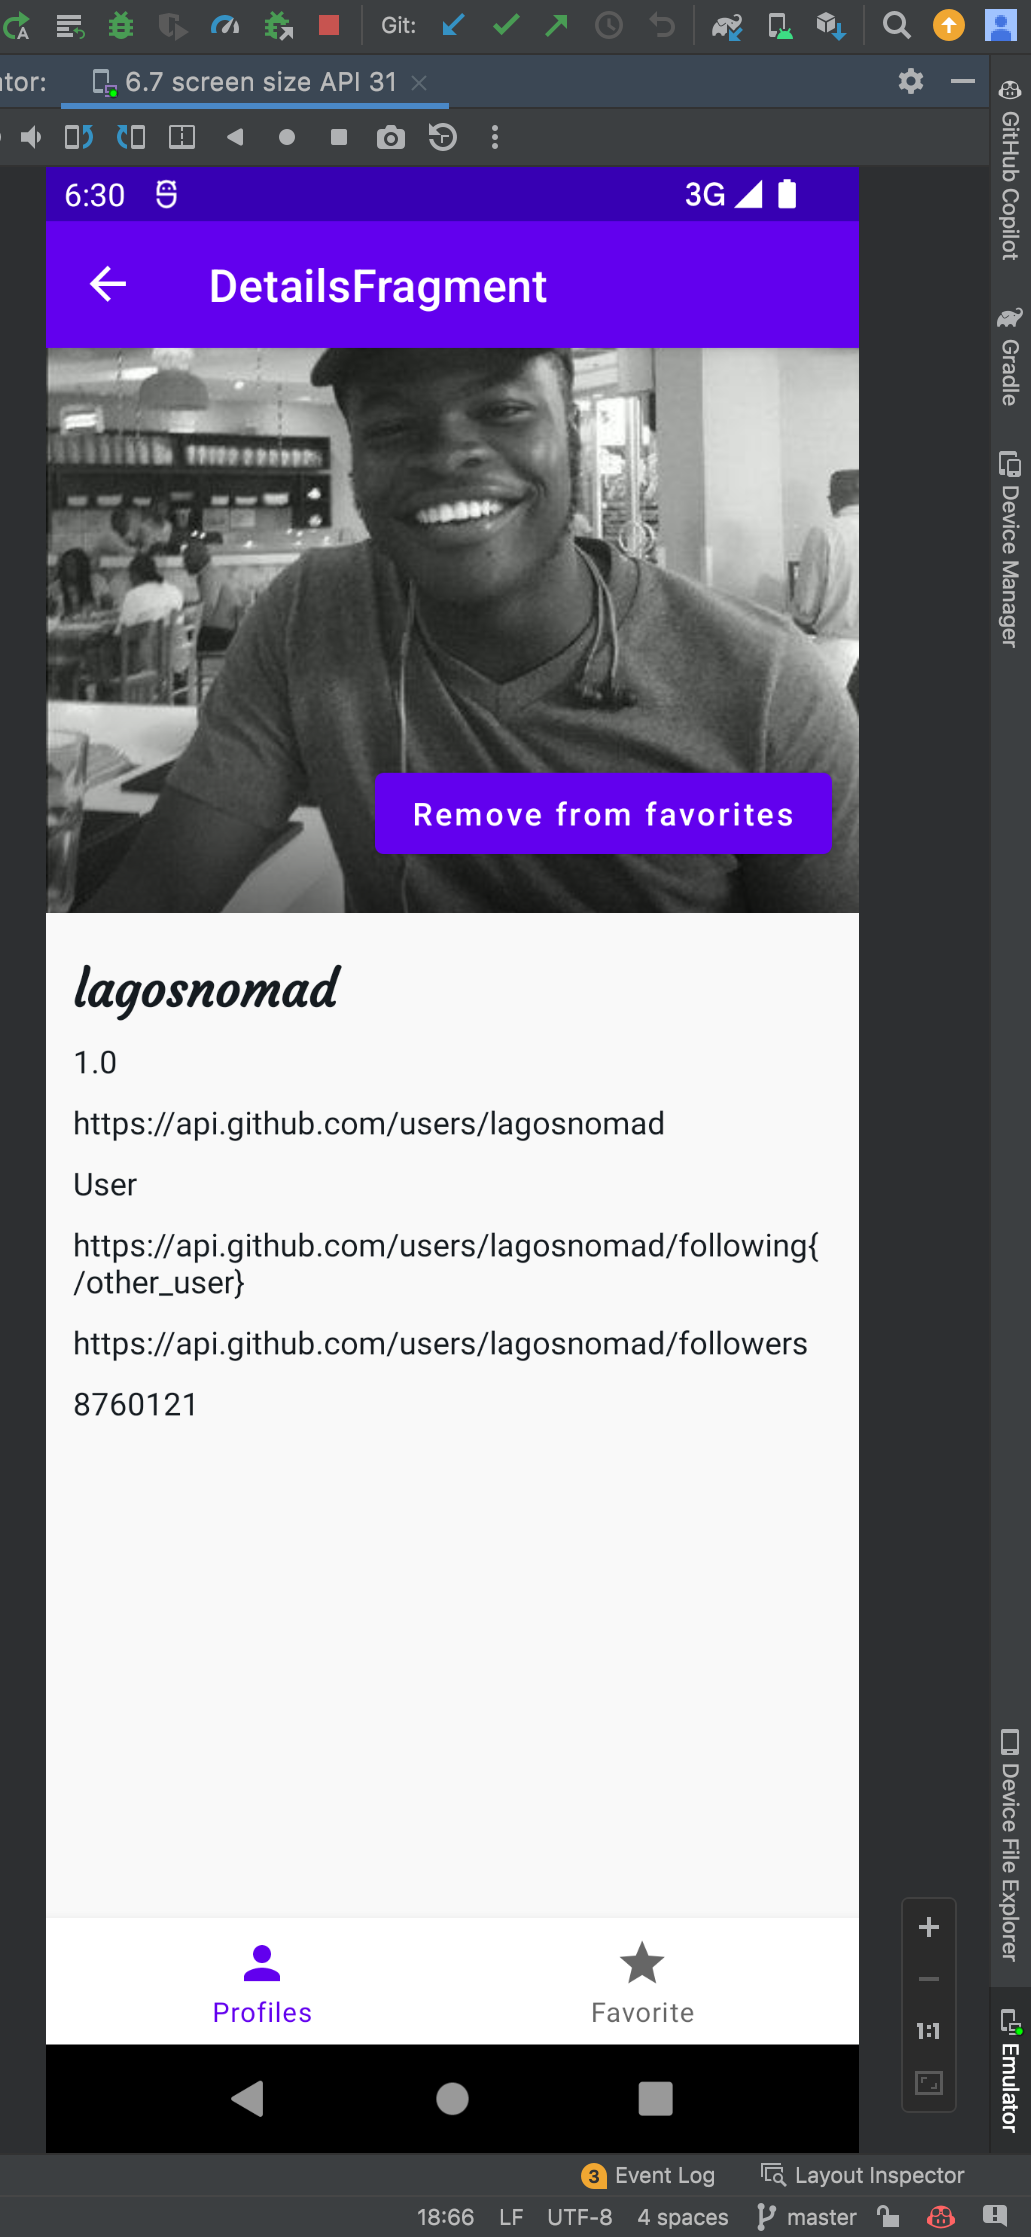 Git:
tor:
6.7 screen size API 31
6:30
3G
DetailsFragment
Remove from favorites
lagosnomad
1.0
https://api.github.com/users/lagosnomad
User
https://api.github.com/users/lagosnomad/following{
/other_user}
https://api.github.com/users/lagosnomad/followers
8760121
Profiles
Favorite
GitHub Copilot
Gradle
Device Manager
Device File Explorer
Emulator
1:1
3 Event Log
Layout Inspector
18:66
LF
UTF-8
4 spaces
master